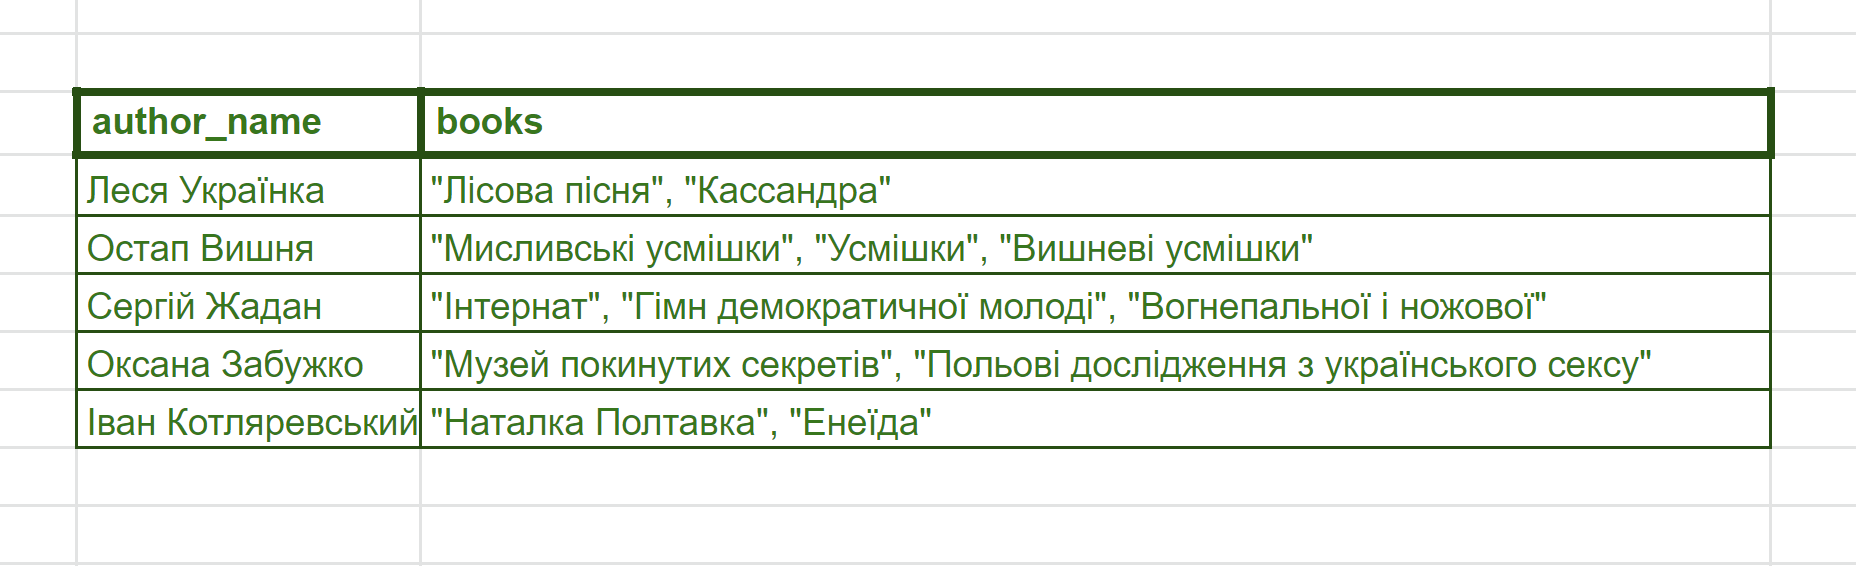 author_name books
Леся Українка "Лісова пісня", "Кассандра"
Остап Вишня "Мисливські усмішки", "Усмішки", "Вишневі усмішки"
Сергій Жадан "Інтернат", "Гімн демократичної молоді", "Вогнепальної і ножової"
Оксана Забужко "Музей покинутих секретів", "Польові дослідження з українського сексу"
Іван Котляревський "Наталка Полтавка", "Енеїда"